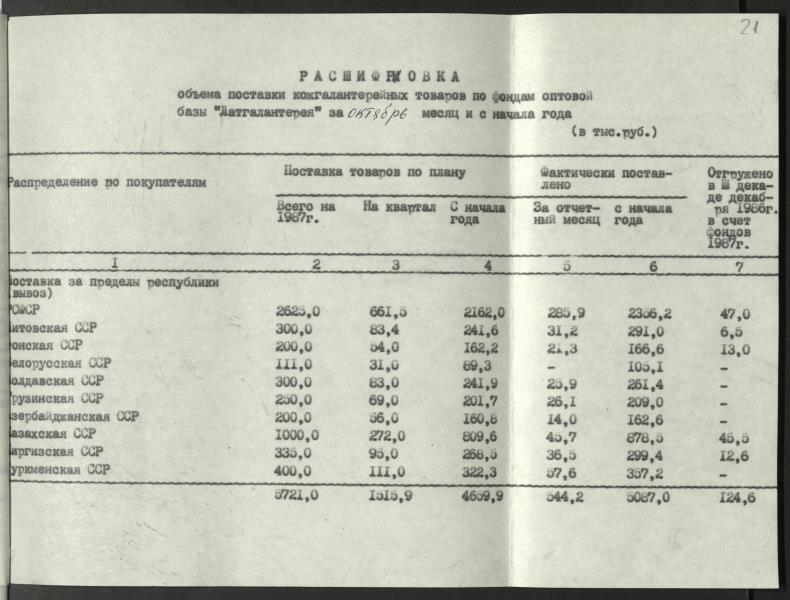 21
РАСШИФРОВКА
объема поставки кожгалантерейных товаров по фондам оптовой
базы "Латгалантерея" за октябрь месяц и с начала года
(в тыс.руб.)
Распределение по покупателям Поставка товаров по плану Фактически поставлено Отгружено в Ш декаде декабря 1986г. в счет фондов 1987г.
Всего на 1987г. На квартал С начала года За отчетный месяц с начала года
I 2 3 4 5 6 7
Поставка за пределы республики
(вывоз)
РСФСР 2625,0 661,5 2162,0 285,9 2356,2 47,0
Литовская ССР 300,0 83,4 241,6 31,2 291,0 6,5
онская ССР 200,0 54,0 162,2 21,3 166,6 13,0
Белорусская ССР III,0 31,0 89,3 - 105,1 -
Молдавская ССР 300,0 83,0 241,9 25,9 261,4 -
Грузинская ССР 250,0 69,0 201,7 26,1 209,0 -
Азербайджанская ССР 200,0 56,0 160,8 14,0 162,6 -
Казахская ССР 1000,0 272,0 809,6 45,7 878,5 45,5
Киргизская ССР 335,0 95,0 268,5 36,5 299,4 12,6
Туркменская ССР 400,0 III,0 322,3 57,6 357,2 -
5721,0 1515,9 4659,9 544,2 5087,0 124,6